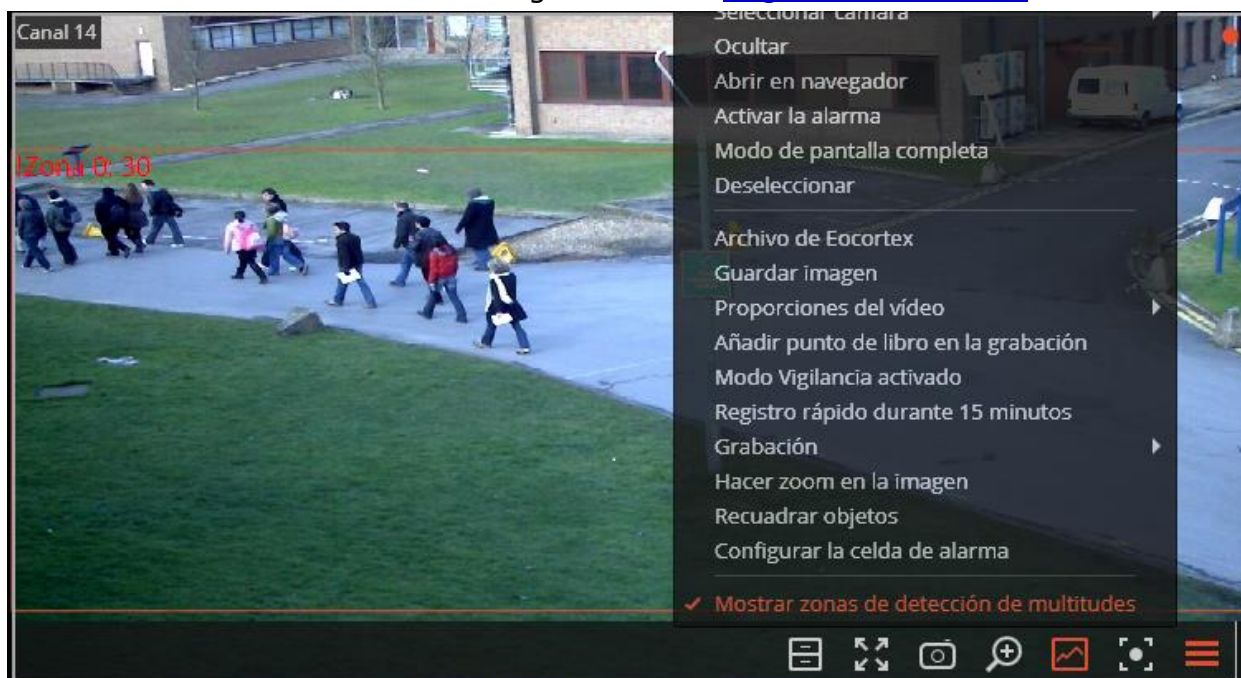 Canal 14
!Zona 0: 30
Seleccionar cámara
Ocultar
Abrir en navegador
Activar la alarma
Modo de pantalla completa
Deseleccionar
Archivo de Eocortex
Guardar imagen
Proporciones del vídeo
Añadir punto de libro en la grabación
Modo Vigilancia activado
Registro rápido durante 15 minutos
Grabación
Hacer zoom en la imagen
Recuadrar objetos
Configurar la celda de alarma
Mostrar zonas de detección de multitudes